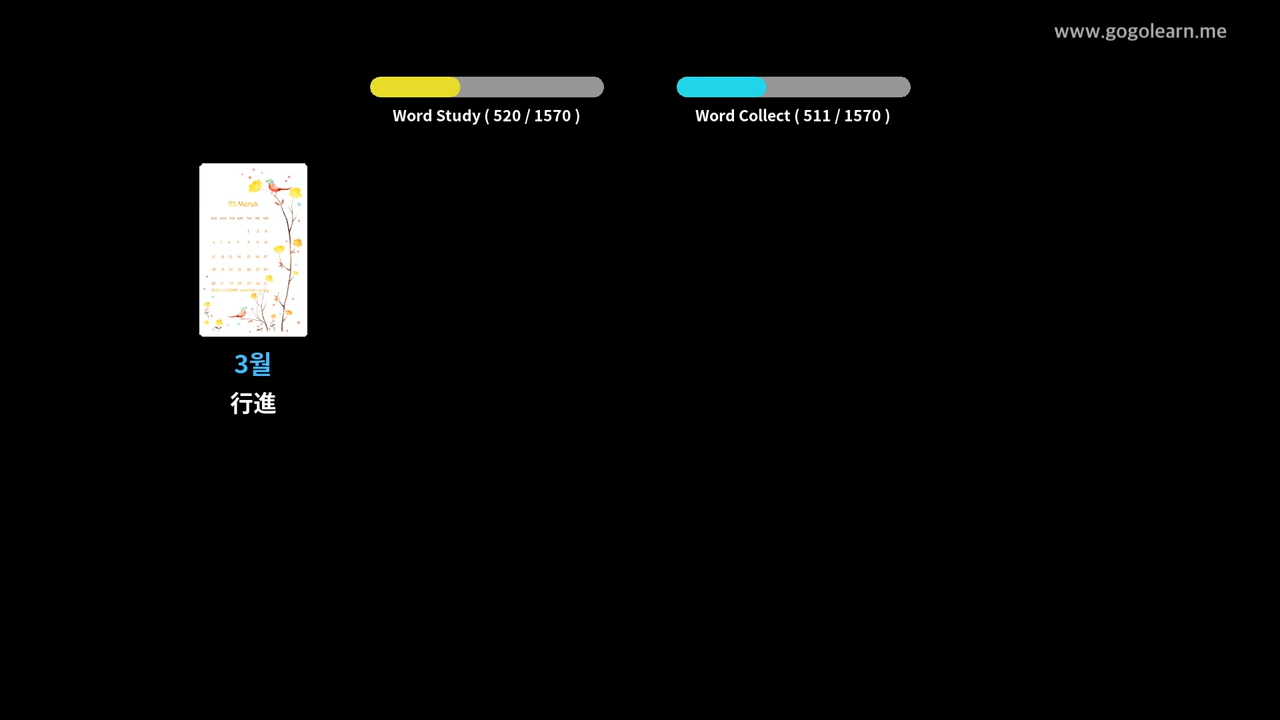 www.gogolearn.me
Word Study ( 520 / 1570 )
Word Collect ( 511 / 1570 )
03 March
3월
行進